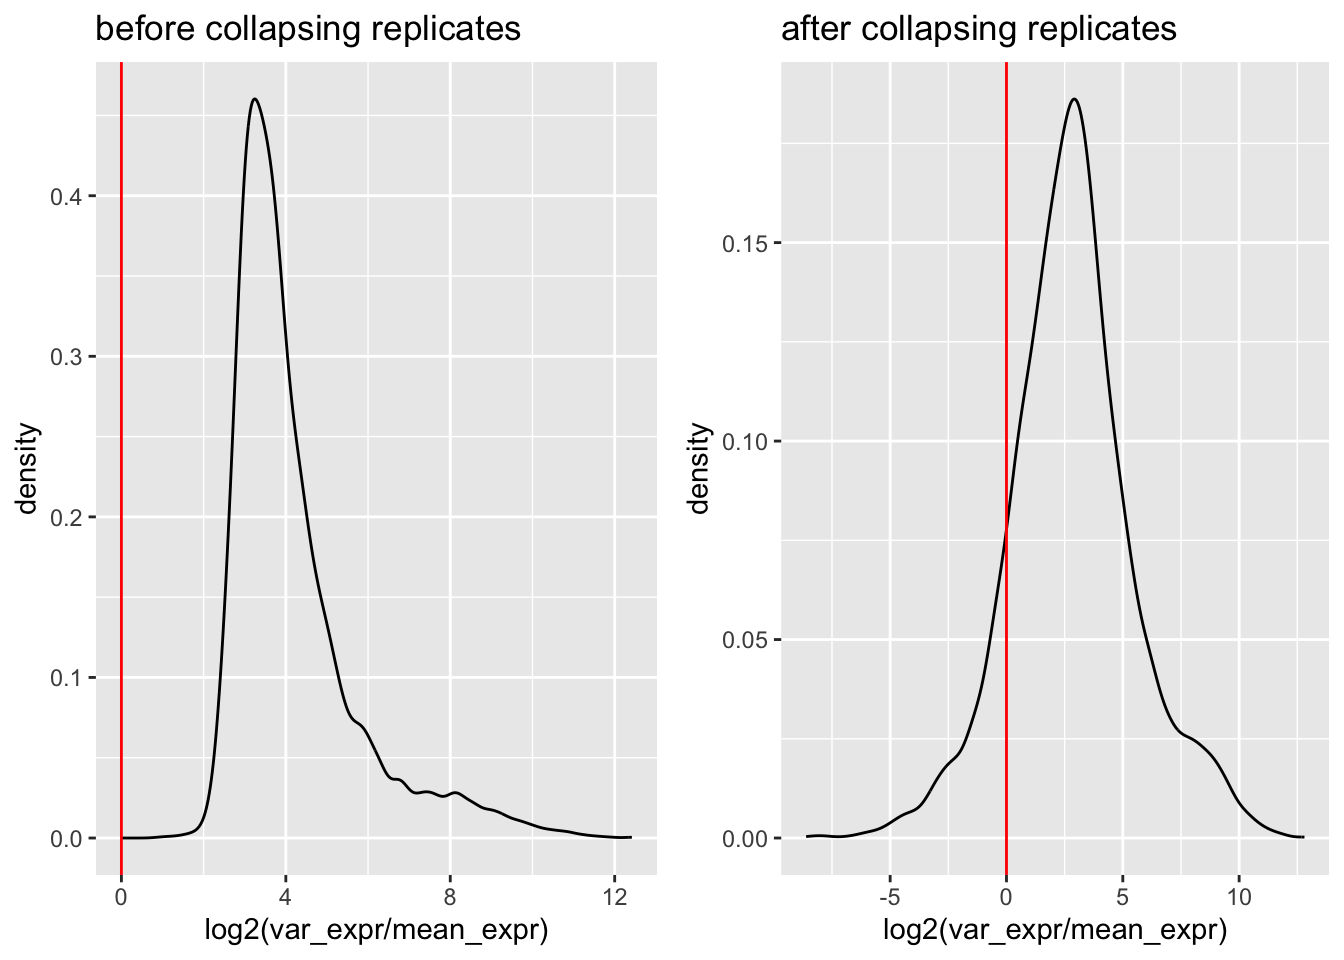 before collapsing replicates
density
0.4
0.3
0.2
0.1
0.0
0 4 8 12
log2(var_expr/mean_expr)
after collapsing replicates
density
0.15
0.10
0.05
0.00
-5 0 5 10
log2(var_expr/mean_expr)